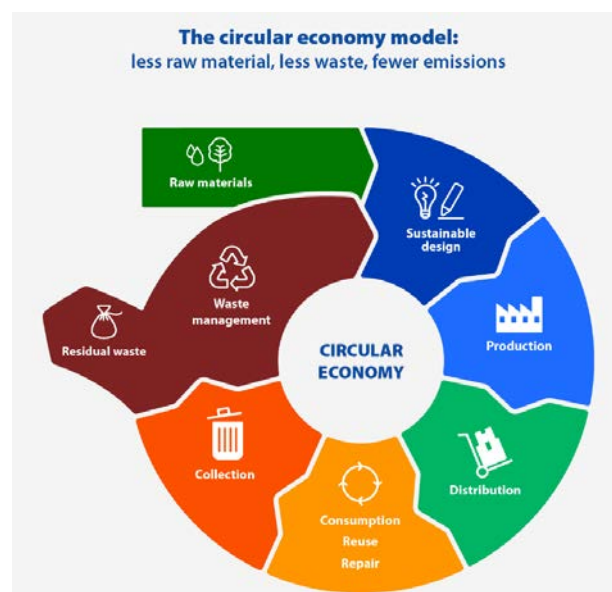 The circular economy model:
less raw material, less waste, fewer emissions
Raw materials
Sustainable
design
Production
Distribution
Consumption
Reuse
Repair
Collection
Waste
management
Residual waste
CIRCULAR
ECONOMY